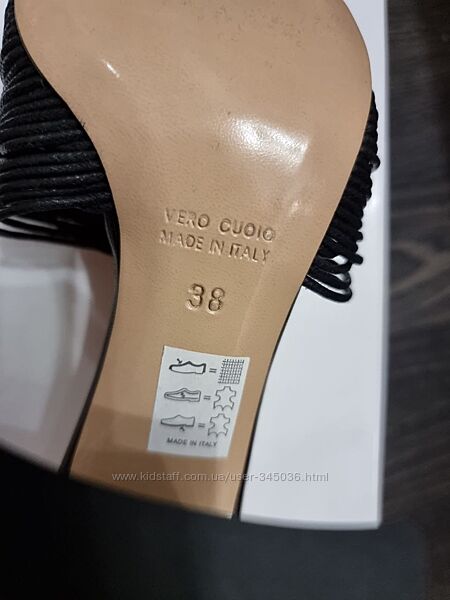 VERO CUOIO
MADE IN ITALY
38
=
=
=
MADE IN ITALY
www.kidstaff.com.ua/user-345036.html